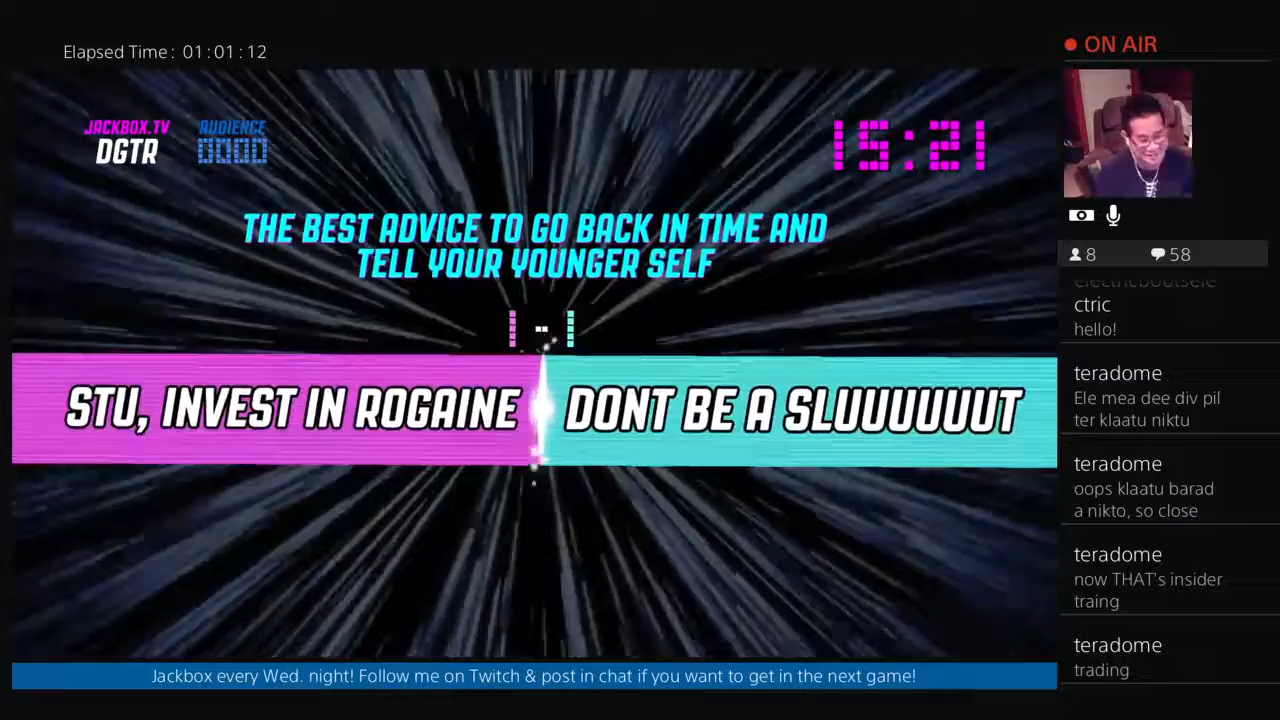 Elapsed Time: 01:01:12
ON AIR
JACKBOX.TV
DGTR
AUDIENCE
0000
15:21
THE BEST ADVICE TO GO BACK IN TIME AND
TELL YOUR YOUNGER SELF
1 - 1
STU, INVEST IN ROGAINE
DONT BE A SLUUUUUUT
8
58
ctric
hello!
teradome
Ele mea dee div pil
ter klaatu niktu
teradome
oops klaatu barad
a nikto, so close
teradome
now THAT's insider
traing
teradome
trading
Jackbox every Wed. night! Follow me on Twitch & post in chat if you want to get in the next game!